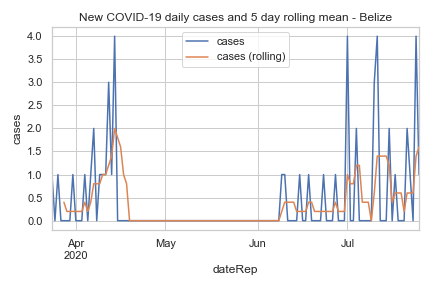 New COVID-19 daily cases and 5 day rolling mean - Belize
cases
cases (rolling)
4.0
3.5
3.0
2.5
2.0
1.5
1.0
0.5
0.0
cases
Apr
2020
May
Jun
Jul
dateRep